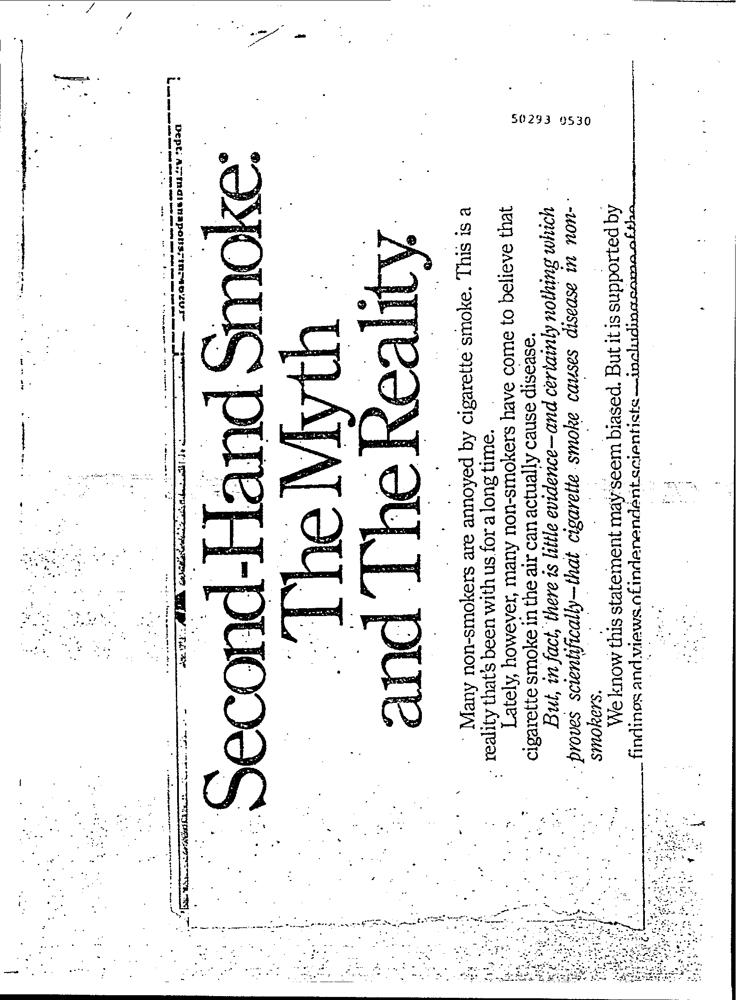 50293 0530
Second-Hand Smoke:
The Myth
and The Reality.
Many non-smokers are annoyed by cigarette smoke. This is a
reality that's been with us for a long time.
Lately, however, many non-smokers have come to believe that
cigarette smoke in the air can actually cause disease.
But, in fact, there is little evidence—and certainly nothing which
proves scientifically—that cigarette smoke causes disease in non-
smokers.
We know this statement may seem biased. But it is supported by
findings and views of independent scientists—including some of the